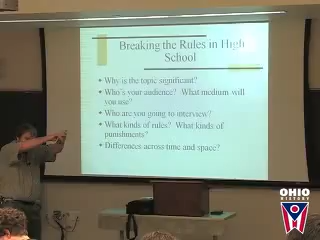 Breaking the Rules in High
School
Why is the topic significant?
Who's your audience? What medium will
you use?
Who are you going to interview?
What kinds of rules? What kinds of
punishments?
Differences across time and space?
OHIO
HISTORY